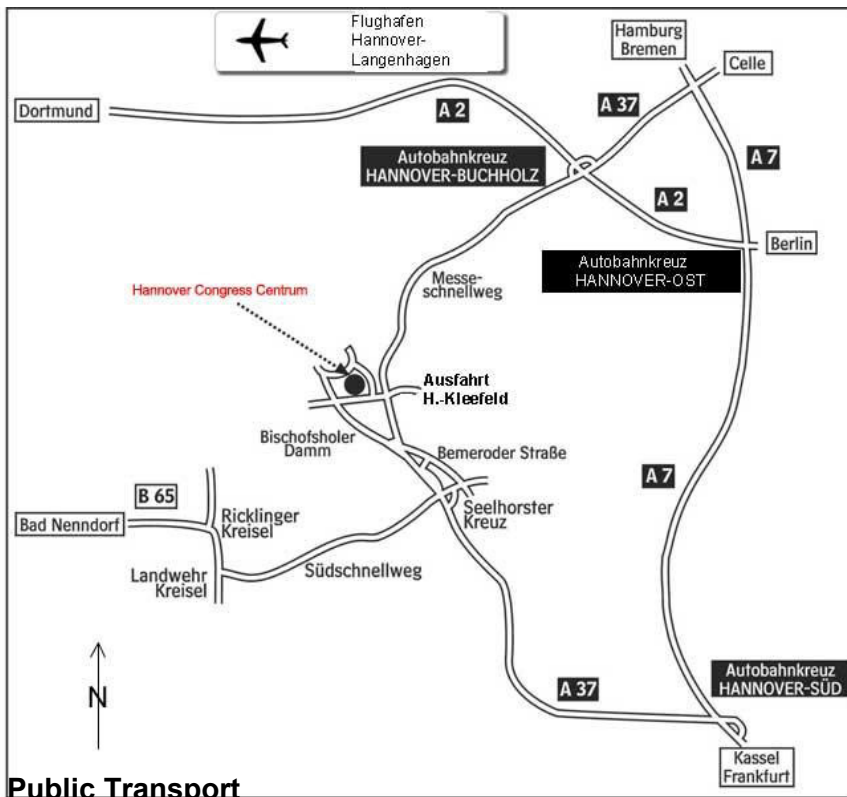 Flughafen
Hannover-
Langenhagen
Hamburg
Bremen
Celle
Dortmund
A 2
A 37
Autobahnkreuz
HANNOVER-BUCHHOLZ
A 7
A 2
Berlin
Autobahnkreuz
HANNOVER-OST
Messe-
schnellweg
Hannover Congress Centrum
Ausfahrt
H.-Kleefeld
Bischofsholer
Damm
Bemeroder Straße
A 7
B 65
Ricklinger
Kreisel
Seelhorster
Kreuz
Bad Nenndorf
Landwehr
Kreisel
Südschnellweg
N
A 37
Autobahnkreuz
HANNOVER-SÜD
Kassel
Frankfurt
Public Transport